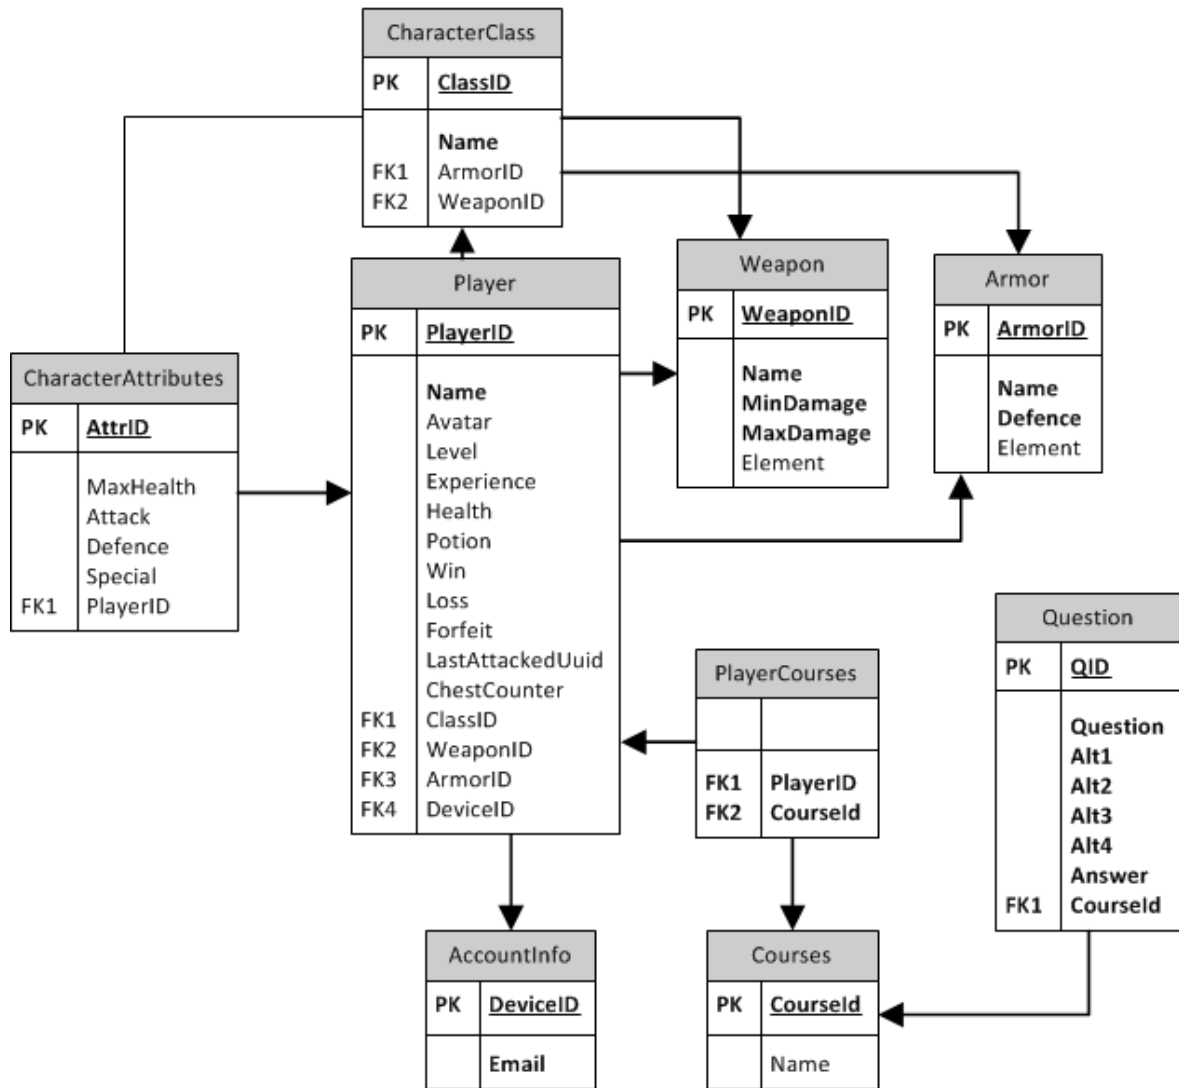 CharacterClass
PK ClassID
Name
FK1 ArmorID
FK2 WeaponID
Player
PK PlayerID
Name
Avatar
Level
Experience
Health
Potion
Win
Loss
Forfeit
LastAttackedUuid
ChestCounter
FK1 ClassID
FK2 WeaponID
FK3 ArmorID
FK4 DeviceID
Weapon
PK WeaponID
Name
MinDamage
MaxDamage
Element
Armor
PK ArmorID
Name
Defence
Element
CharacterAttributes
PK AttrID
MaxHealth
Attack
Defence
Special
FK1 PlayerID
PlayerCourses
FK1 PlayerID
FK2 CourseId
Question
PK QID
Question
Alt1
Alt2
Alt3
Alt4
Answer
FK1 CourseId
AccountInfo
PK DeviceID
Email
Courses
PK CourseId
Name